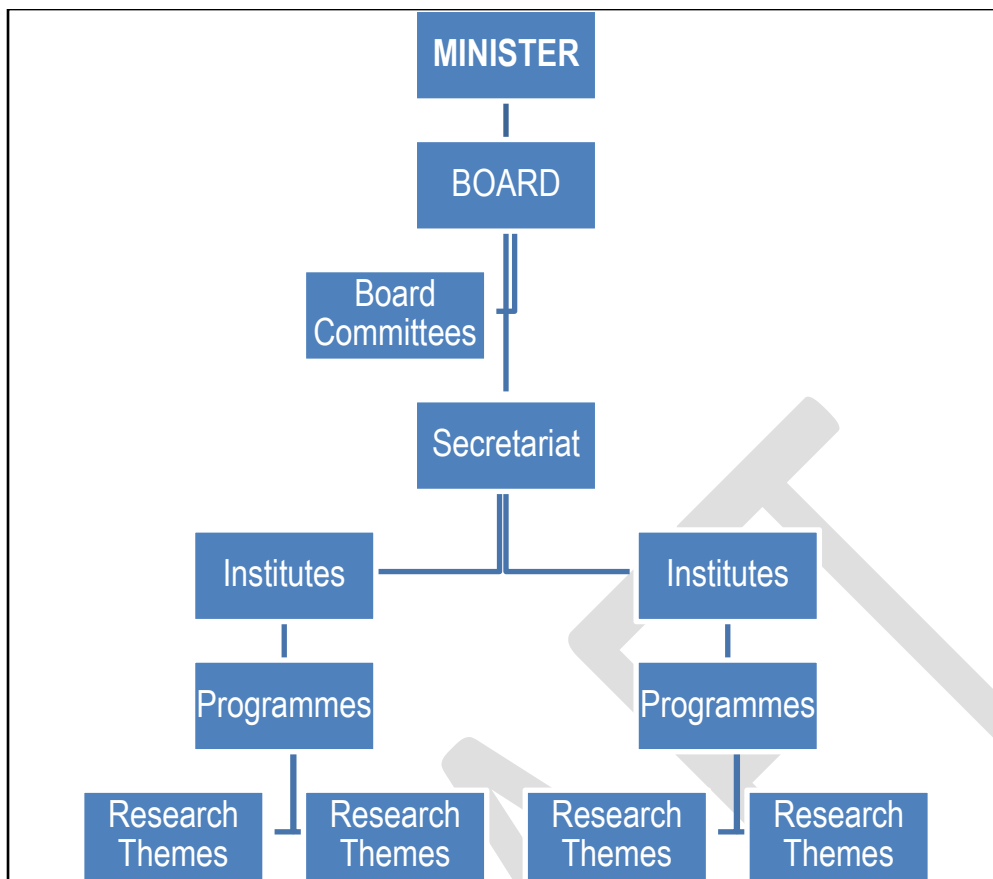 MINISTER
BOARD
Board
Committees
Secretariat
Institutes
Institutes
Programmes
Programmes
Research
Themes
Research
Themes
Research
Themes
Research
Themes